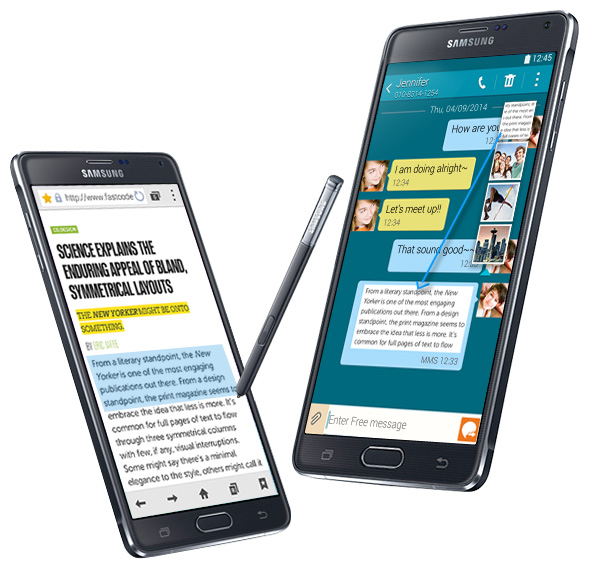 SAMSUNG
http://www.fastcode
CO.DESIGN
SCIENCE EXPLAINS THE
ENDURING APPEAL OF BLAND,
SYMMETRICAL LAYOUTS
THE NEW YORKER MIGHT BE ONTO
SOMETHING.
BY ERIC JAFFE
From a literary standpoint, the New
Yorker is one of the most engaging
publications out there. From a design
standpoint, the print magazine seems to
embrace the idea that less is more. It's
common for full pages of text to flow
through three symmetrical columns
with few, if any, visual interruptions.
Some might say there's a minimal
elegance to the style, others might call it
SAMSUNG
SAMSUNG
12:45
Jennifer
010-8314-1254
Thu, 04/09/2014
How are you
I am doing alright~
12:34
Let's meet up!!
12:34
That sound good~~
From a literary standpoint, the New
Yorker is one of the most engaging
publications out there. From a design
standpoint, the print magazine seems to
embrace the idea that less is more. It's
common for full pages of text to flow
MMS 12:33
Enter Free message